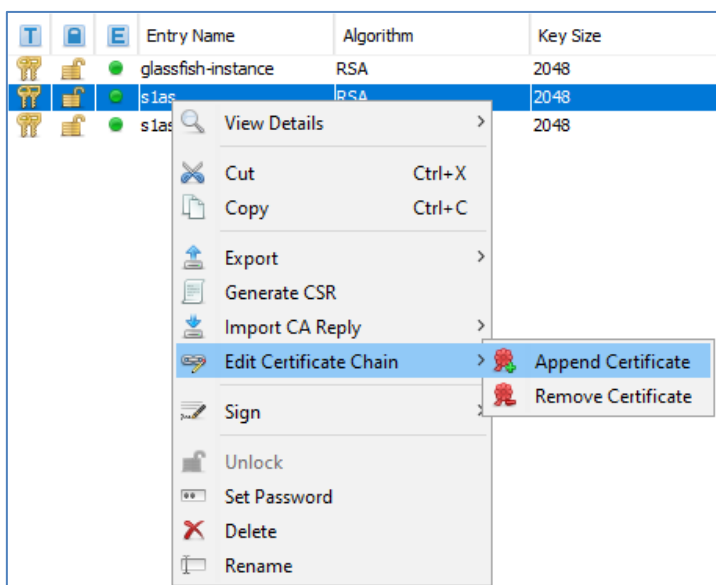 T E Entry Name Algorithm Key Size
glassfish-instance RSA 2048
s1as RSA 2048
s1as 2048
View Details
Cut Ctrl+X
Copy Ctrl+C
Export
Generate CSR
Import CA Reply
Edit Certificate Chain
Append Certificate
Remove Certificate
Sign
Unlock
Set Password
Delete
Rename